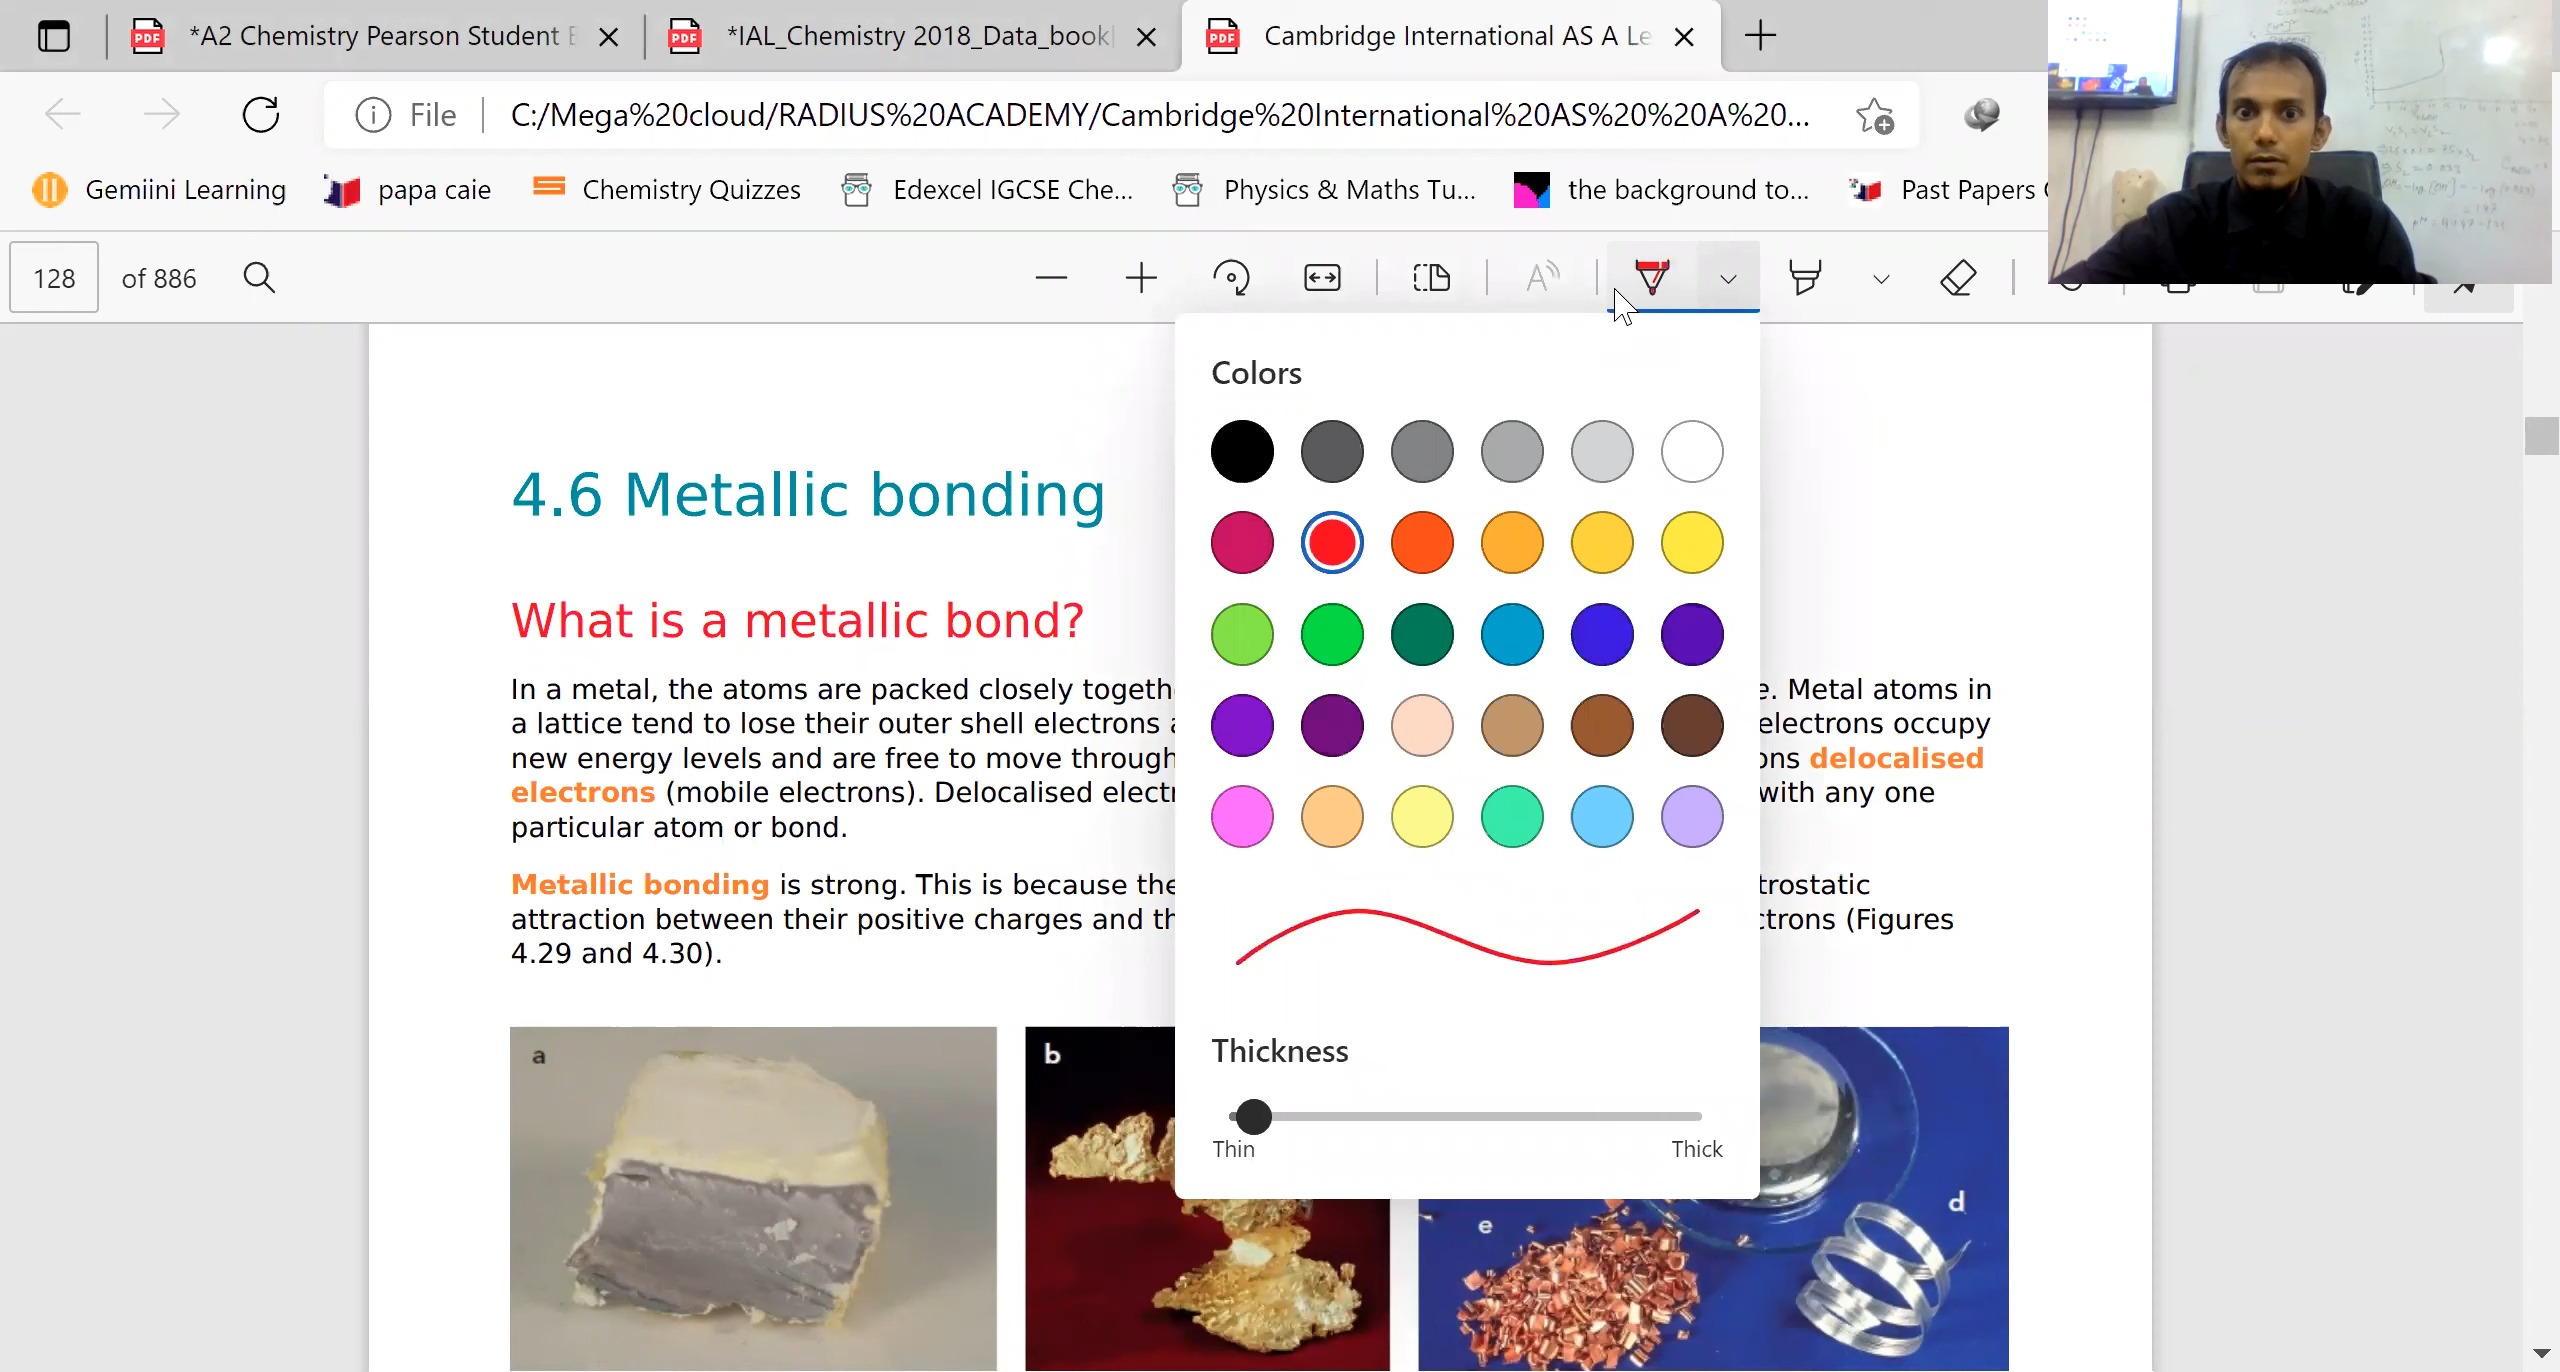 *A2 Chemistry Pearson Student
*IAL_Chemistry 2018_Data_book
Cambridge International AS A Le
File
C:/Mega%20cloud/RADIUS%20ACADEMY/Cambridge%20International%20AS%20%20A%20...
Gemiini Learning
papa caie
Chemistry Quizzes
Edexcel IGCSE Che...
Physics & Maths Tu...
the background to...
Past Papers
128
of 886
Colors
4.6 Metallic bonding
What is a metallic bond?
In a metal, the atoms are packed closely togeth e. Metal atoms in
a lattice tend to lose their outer shell electrons electrons occupy
new energy levels and are free to move through ons delocalised
electrons (mobile electrons). Delocalised electr with any one
particular atom or bond.
Metallic bonding is strong. This is because the trostatic
attraction between their positive charges and th ctrons (Figures
4.29 and 4.30).
Thickness
Thin
Thick
a
b
e
d